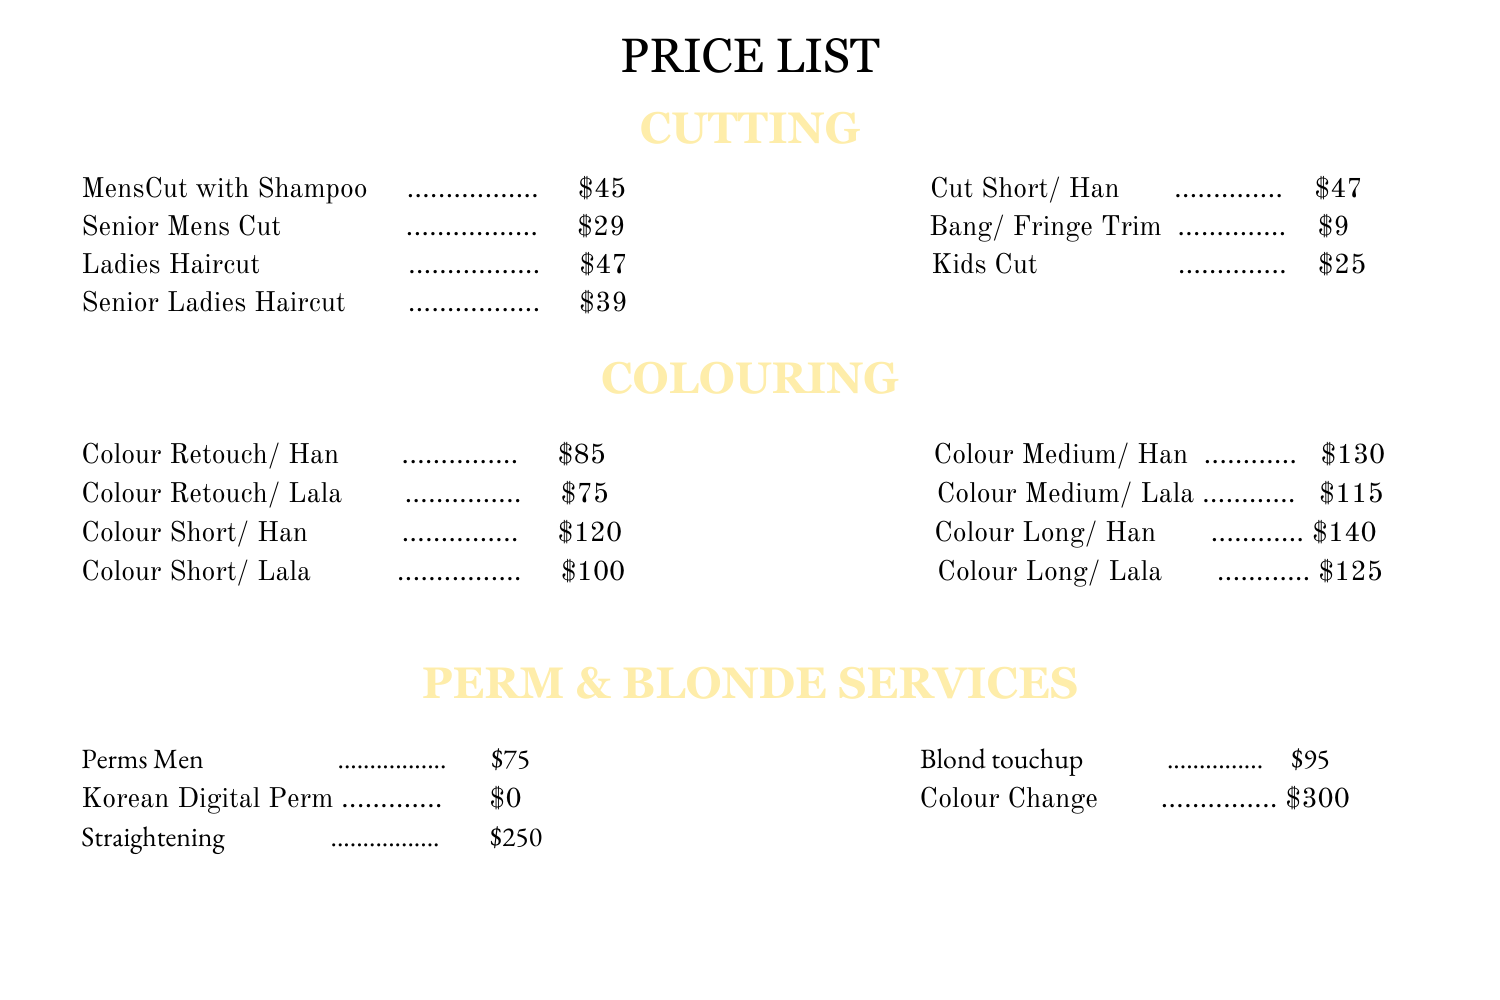 PRICE LIST
CUTTING
MensCut with Shampoo ................. $45
Senior Mens Cut ................. $29
Ladies Haircut ................. $47
Senior Ladies Haircut ................. $39
Cut Short/ Han .............. $47
Bang/ Fringe Trim .............. $9
Kids Cut .............. $25
COLOURING
Colour Retouch/ Han ............... $85
Colour Retouch/ Lala ............... $75
Colour Short/ Han ............... $120
Colour Short/ Lala ................ $100
Colour Medium/ Han ............ $130
Colour Medium/ Lala ............ $115
Colour Long/ Han ............ $140
Colour Long/ Lala ............ $125
PERM & BLONDE SERVICES
Perms Men ................. $75
Korean Digital Perm ............. $0
Straightening ................. $250
Blond touchup ............... $95
Colour Change ............... $300